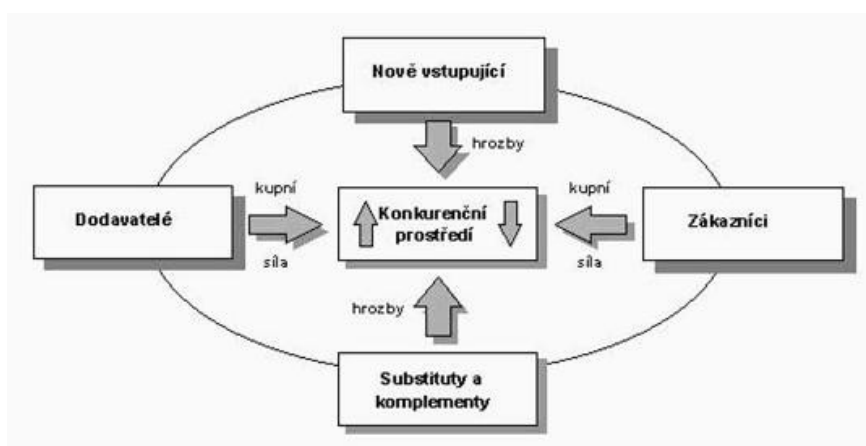 Nově vstupující
hrozby
kupní
Dodavatelé
síla
Konkurenční
prostředí
kupní
Zákazníci
síla
hrozby
Substituty a
komplementy